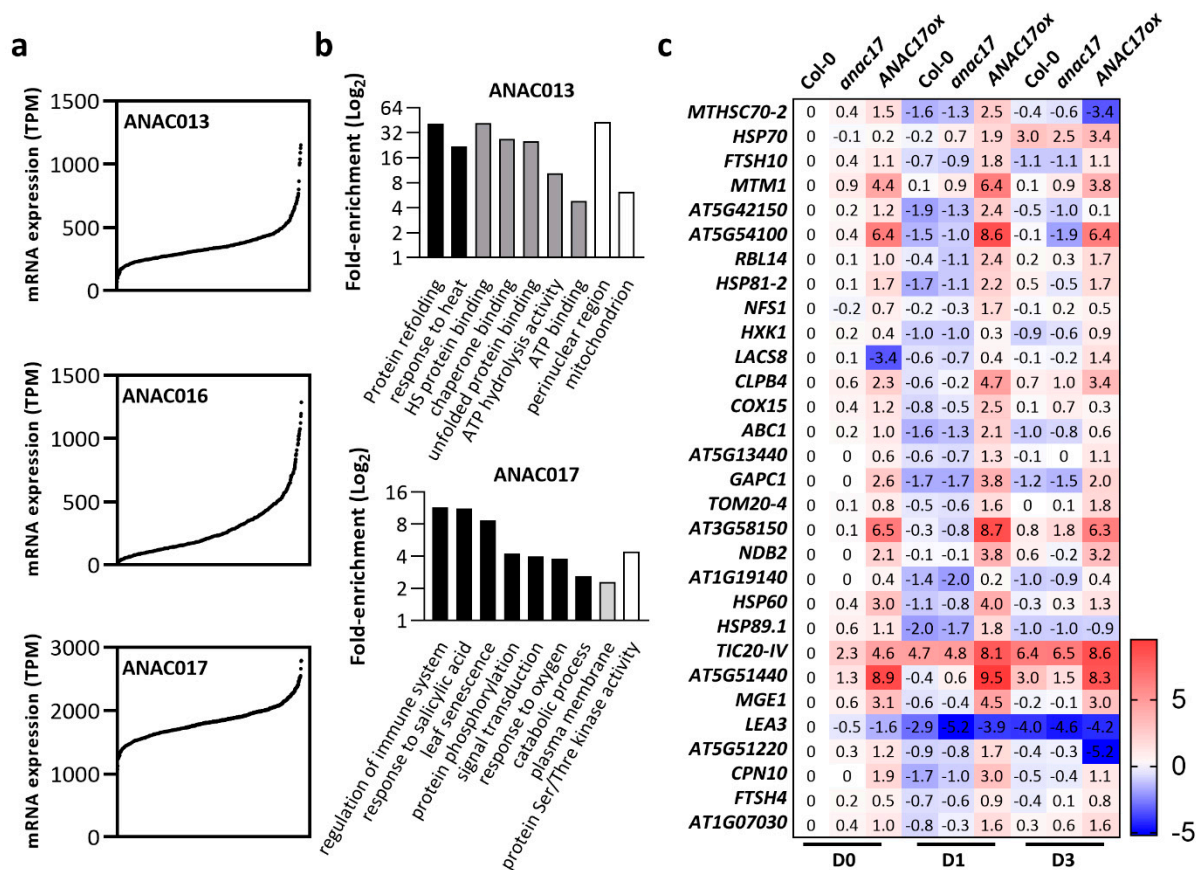 a
mRNA expression (TPM)
1500
1000
500
0
ANAC013
mRNA expression (TPM)
1500
1000
500
0
ANAC016
mRNA expression (TPM)
3000
2000
1000
0
ANAC017
b
ANAC013
Fold-enrichment (Log2)
64
32
16
8
4
2
1
Protein refolding
response to heat
HS protein binding
chaperone binding
unfolded protein binding
ATP hydrolysis activity
ATP binding
perinuclear region
mitochondrion
ANAC017
Fold-enrichment (Log2)
16
8
4
2
1
regulation of immune system
response to salicylic acid
leaf senescence
protein phosphorylation
signal transduction
response to oxygen
catabolic process
plasma membrane
protein Ser/Thre kinase activity
c
Col-0 anac17 ANAC17ox Col-0 anac17 ANAC17ox Col-0 anac17 ANAC17ox
MTHSC70-2 0 0.4 1.5 -1.6 -1.3 2.5 -0.4 -0.6 -3.4
HSP70 0 -0.1 0.2 -0.2 0.7 1.9 3.0 2.5 3.4
FTSH10 0 0.4 1.1 -0.7 -0.9 1.8 -1.1 -1.1 1.1
MTM1 0 0.9 4.4 0.1 0.9 6.4 0.1 0.9 3.8
AT5G42150 0 0.2 1.2 -1.9 -1.3 2.4 -0.5 -1.0 0.1
AT5G54100 0 0.4 6.4 -1.5 -1.0 8.6 -0.1 -1.9 6.4
RBL14 0 0.1 1.0 -0.4 -1.1 2.4 0.2 0.3 1.7
HSP81-2 0 0.1 1.7 -1.7 -1.1 2.2 0.5 -0.5 1.7
NFS1 0 -0.2 0.7 -0.2 -0.3 1.7 -0.1 0.2 0.5
HXK1 0 0.2 0.4 -1.0 -1.0 0.3 -0.9 -0.6 0.9
LACS8 0 0.1 -3.4 -0.6 -0.7 0.4 -0.1 -0.2 1.4
CLPB4 0 0.6 2.3 -0.6 -0.2 4.7 0.7 1.0 3.4
COX15 0 0.4 1.2 -0.8 -0.5 2.5 0.1 0.7 0.3
ABC1 0 0.2 1.0 -1.6 -1.3 2.1 -1.0 -0.8 0.6
AT5G13440 0 0 0.6 -0.6 -0.7 1.3 -0.1 0 1.1
GAPC1 0 0 2.6 -1.7 -1.7 3.8 -1.2 -1.5 2.0
TOM20-4 0 0.1 0.8 -0.5 -0.6 1.6 0 0.1 1.8
AT3G58150 0 0.1 6.5 -0.3 -0.8 8.7 0.8 1.8 6.3
NDB2 0 0 2.1 -0.1 -0.1 3.8 0.6 -0.2 3.2
AT1G19140 0 0 0.4 -1.4 -2.0 0.2 -1.0 -0.9 0.4
HSP60 0 0.4 3.0 -1.1 -0.8 4.0 -0.3 0.3 1.3
HSP89.1 0 0.6 1.1 -2.0 -1.7 1.8 -1.0 -1.0 -0.9
TIC20-IV 0 2.3 4.6 4.7 4.8 8.1 6.4 6.5 8.6
AT5G51440 0 1.3 8.9 -0.4 0.6 9.5 3.0 1.5 8.3
MGE1 0 0.6 3.1 -0.6 -0.4 4.5 -0.2 -0.1 3.0
LEA3 0 -0.5 -1.6 -2.9 -5.2 -3.9 -4.0 -4.6 -4.2
AT5G51220 0 0.3 1.2 -0.9 -0.8 1.7 -0.4 -0.3 -5.2
CPN10 0 0 1.9 -1.7 -1.0 3.0 -0.5 -0.4 1.1
FTSH4 0 0.2 0.5 -0.7 -0.6 0.9 -0.4 0.1 0.8
AT1G07030 0 0.4 1.0 -0.8 -0.3 1.6 0.3 0.6 1.6
D0 D1 D3
5
0
-5